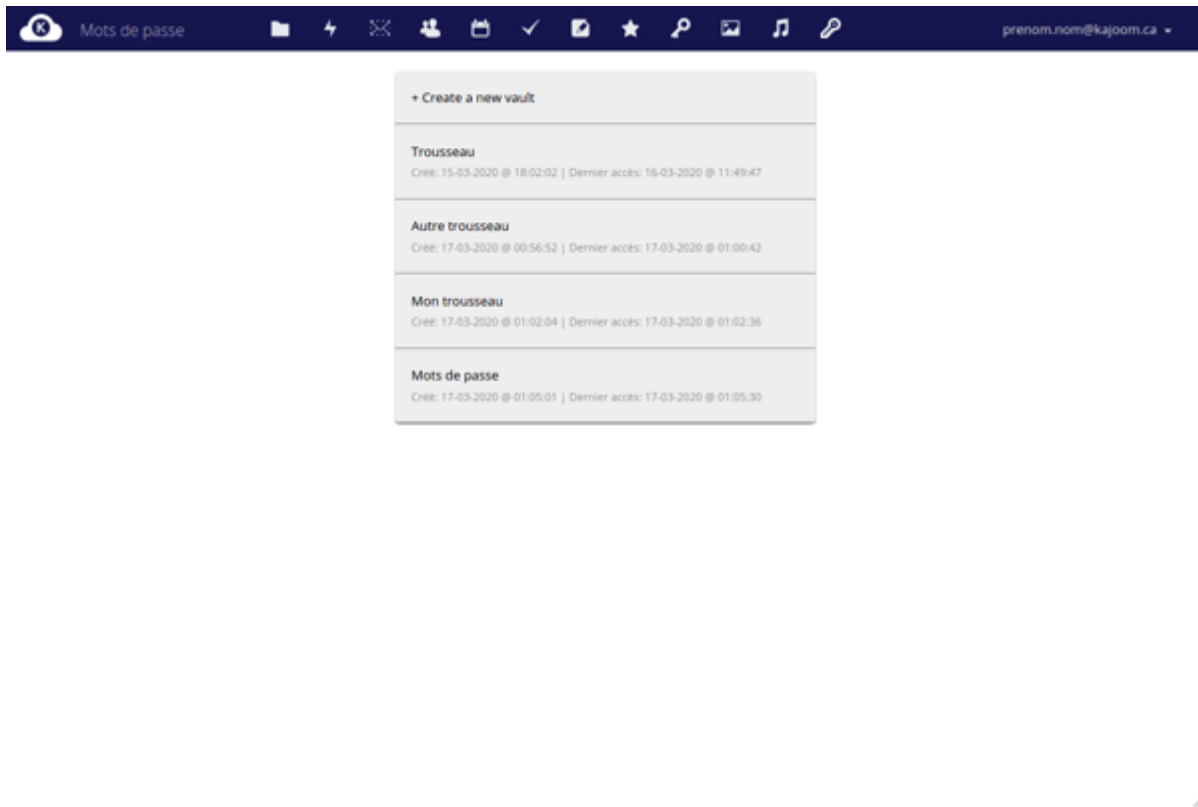 K
Mots de passe
prenom.nom@kajoom.ca
+ Create a new vault
Trousseau
Créé: 15-03-2020 @ 18:02:02 | Dernier accès: 16-03-2020 @ 11:49:47
Autre trousseau
Créé: 17-03-2020 @ 00:56:52 | Dernier accès: 17-03-2020 @ 01:00:42
Mon trousseau
Créé: 17-03-2020 @ 01:02:04 | Dernier accès: 17-03-2020 @ 01:02:36
Mots de passe
Créé: 17-03-2020 @ 01:05:01 | Dernier accès: 17-03-2020 @ 01:05:30